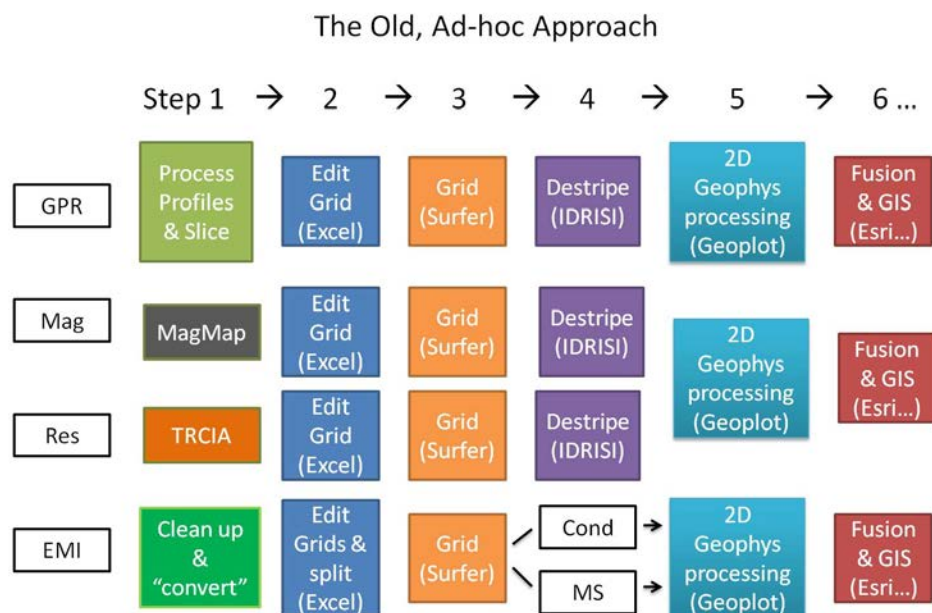 The Old, Ad-hoc Approach
Step 1 → 2 → 3 → 4 → 5 → 6 ...
GPR
Process
Profiles
& Slice
Edit
Grid
(Excel)
Grid
(Surfer)
Destripe
(IDRISI)
2D
Geophys
processing
(Geoplot)
Fusion
& GIS
(Esri...)
Mag
MagMap
Edit
Grid
(Excel)
Grid
(Surfer)
Destripe
(IDRISI)
2D
Geophys
processing
(Geoplot)
Fusion
& GIS
(Esri...)
Res
TRCIA
Edit
Grid
(Excel)
Grid
(Surfer)
Destripe
(IDRISI)
EMI
Clean up
&
“convert”
Edit
Grids &
split
(Excel)
Grid
(Surfer)
Cond
MS
2D
Geophys
processing
(Geoplot)
Fusion
& GIS
(Esri...)